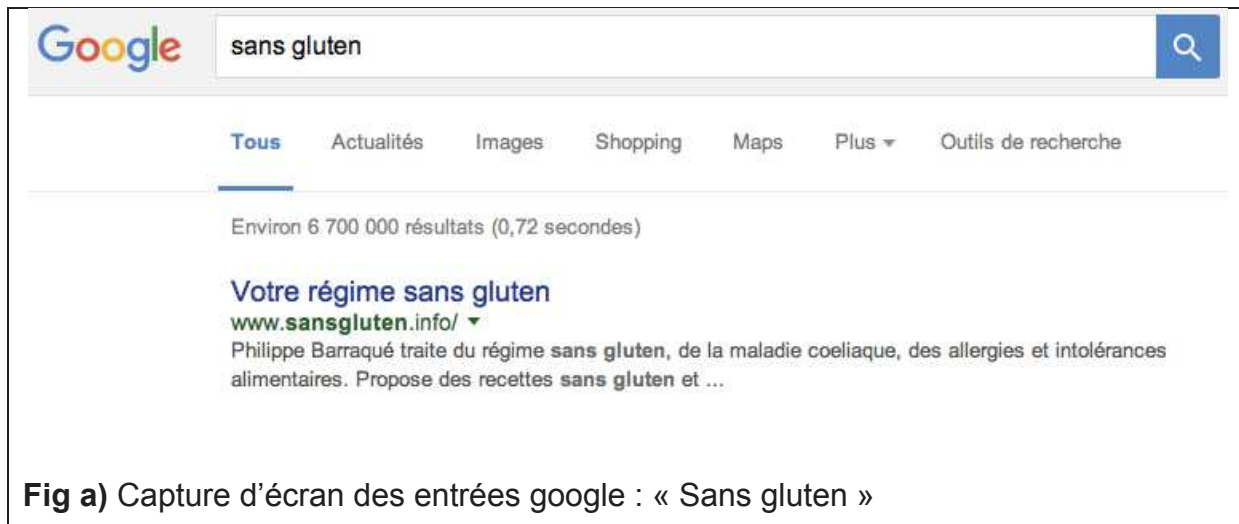 Google sans gluten
Tous Actualités Images Shopping Maps Plus Outils de recherche
Environ 6 700 000 résultats (0,72 secondes)
Votre régime sans gluten
www.sansgluten.info/
Philippe Barraqué traite du régime sans gluten, de la maladie coeliaque, des allergies et intolérances
alimentaires. Propose des recettes sans gluten et ...
Fig a) Capture d’écran des entrées google : « Sans gluten »